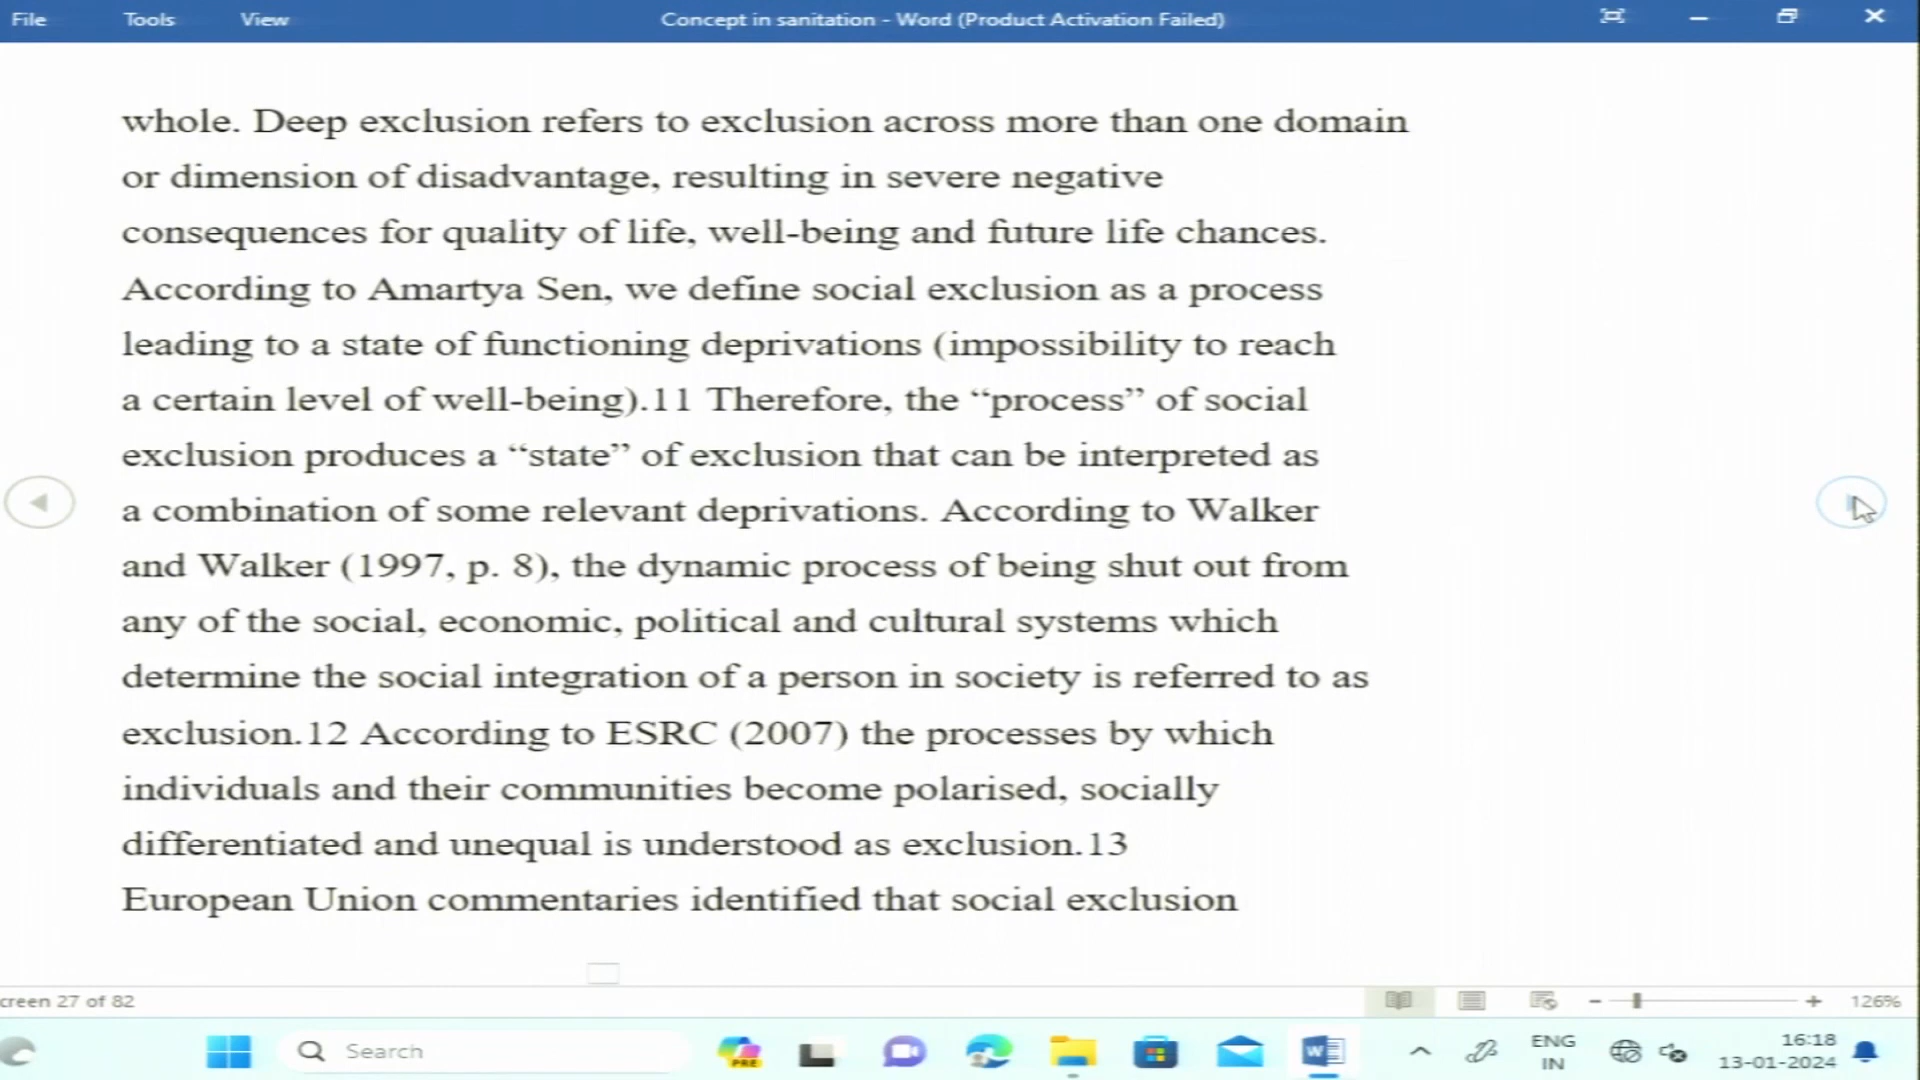 File Tools View Concept in sanitation - Word (Product Activation Failed)
whole. Deep exclusion refers to exclusion across more than one domain
or dimension of disadvantage, resulting in severe negative
consequences for quality of life, well-being and future life chances.
According to Amartya Sen, we define social exclusion as a process
leading to a state of functioning deprivations (impossibility to reach
a certain level of well-being).11 Therefore, the “process” of social
exclusion produces a “state” of exclusion that can be interpreted as
a combination of some relevant deprivations. According to Walker
and Walker (1997, p. 8), the dynamic process of being shut out from
any of the social, economic, political and cultural systems which
determine the social integration of a person in society is referred to as
exclusion.12 According to ESRC (2007) the processes by which
individuals and their communities become polarised, socially
differentiated and unequal is understood as exclusion.13
European Union commentaries identified that social exclusion
creen 27 of 82 126%
Search PRE W ENG 16:18
IN 13-01-2024